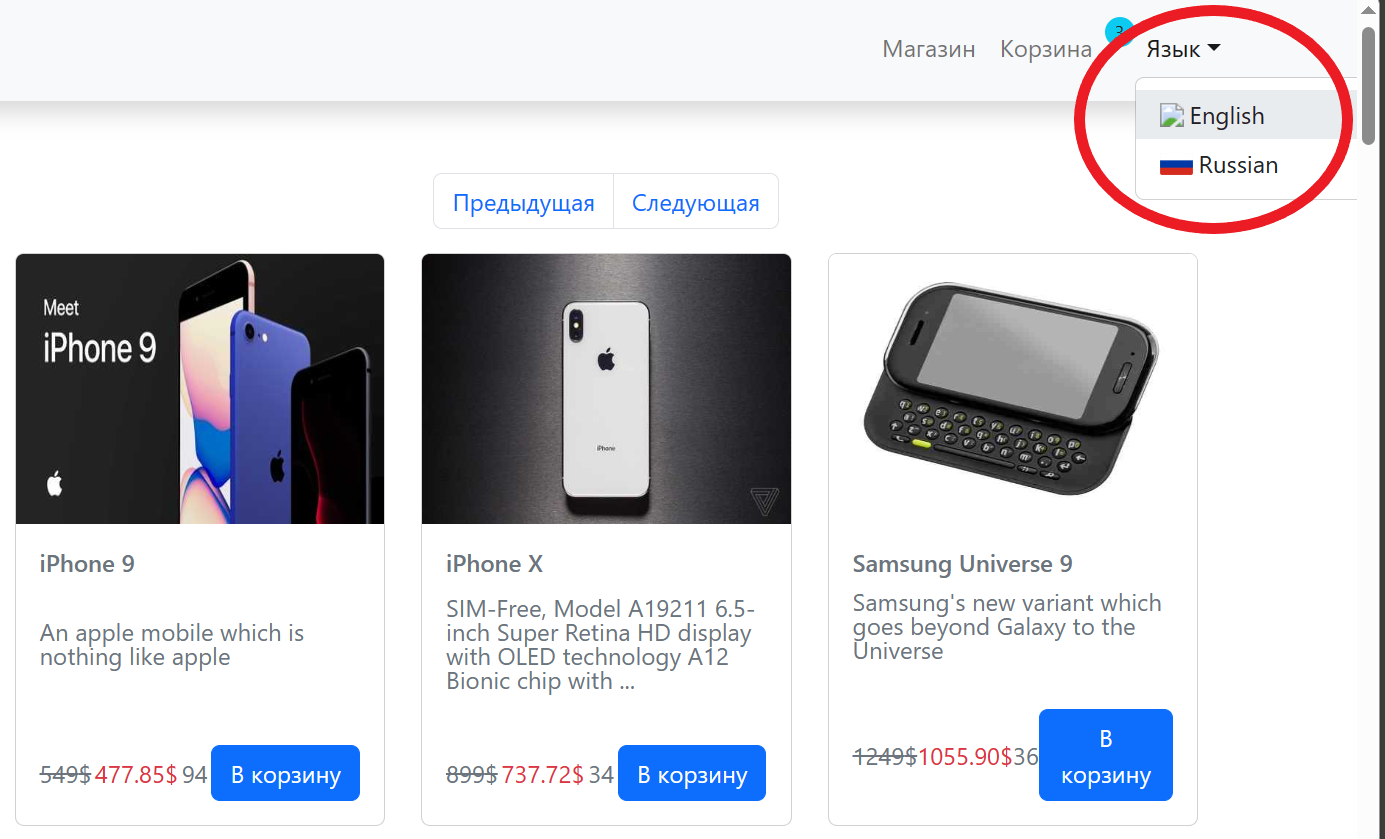 Магазин Корзина 3 Язык
English
Russian
Предыдущая Следующая
Meet
iPhone 9
iPhone
iPhone 9
An apple mobile which is
nothing like apple
549$ 477.85$ 94 В корзину
iPhone X
SIM-Free, Model A19211 6.5-
inch Super Retina HD display
with OLED technology A12
Bionic chip with ...
899$ 737.72$ 34 В корзину
Samsung Universe 9
Samsung's new variant which
goes beyond Galaxy to the
Universe
1249$ 1055.90$ 36 В
корзину